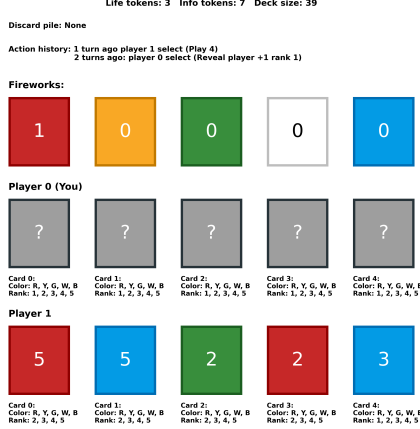 Life tokens: 3 Info tokens: 7 Deck size: 39
Discard pile: None
Action history: 1 turn ago player 1 select (Play 4)
2 turns ago: player 0 select (Reveal player +1 rank 1)
Fireworks:
1 0 0 0 0
Player 0 (You)
? ? ? ? ?
Card 0: Card 1: Card 2: Card 3: Card 4:
Color: R, Y, G, W, B Color: R, Y, G, W, B Color: R, Y, G, W, B Color: R, Y, G, W, B Color: R, Y, G, W, B
Rank: 1, 2, 3, 4, 5 Rank: 1, 2, 3, 4, 5 Rank: 1, 2, 3, 4, 5 Rank: 1, 2, 3, 4, 5 Rank: 1, 2, 3, 4, 5
Player 1
5 5 2 2 3
Card 0: Card 1: Card 2: Card 3: Card 4:
Color: R, Y, G, W, B Color: R, Y, G, W, B Color: R, Y, G, W, B Color: R, Y, G, W, B Color: R, Y, G, W, B
Rank: 2, 3, 4, 5 Rank: 2, 3, 4, 5 Rank: 2, 3, 4, 5 Rank: 2, 3, 4, 5 Rank: 1, 2, 3, 4, 5